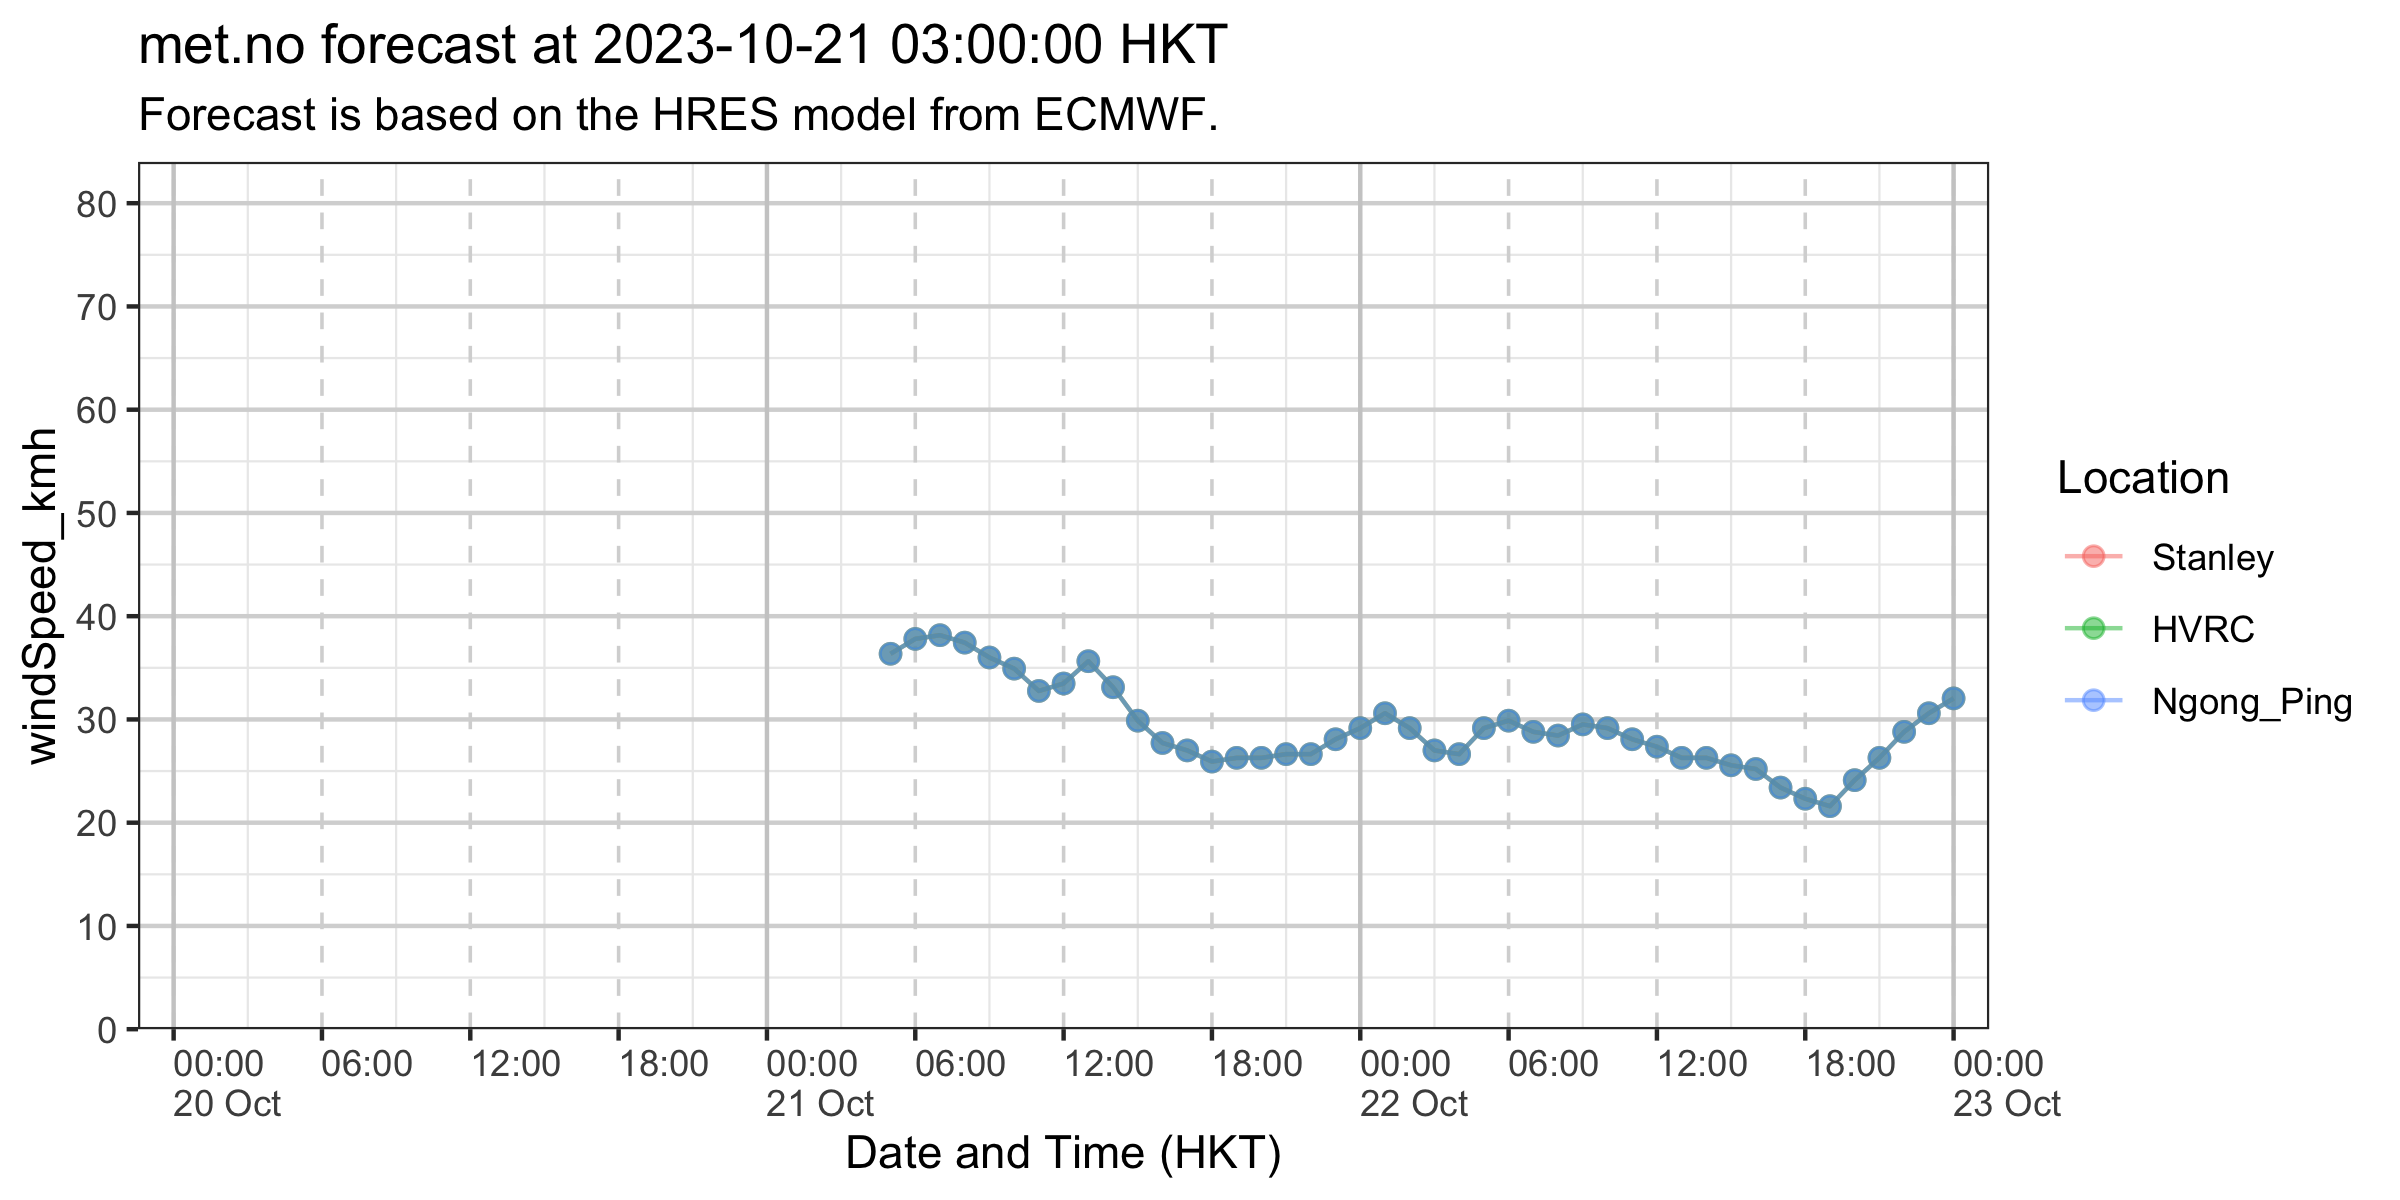 met.no forecast at 2023-10-21 03:00:00 HKT
Forecast is based on the HRES model from ECMWF.
windSpeed_kmh
80
70
60
50
40
30
20
10
0
00:00 06:00 12:00 18:00 00:00 06:00 12:00 18:00 00:00 06:00 12:00 18:00 00:00
20 Oct 21 Oct 22 Oct 23 Oct
Date and Time (HKT)
Location
Stanley
HVRC
Ngong_Ping